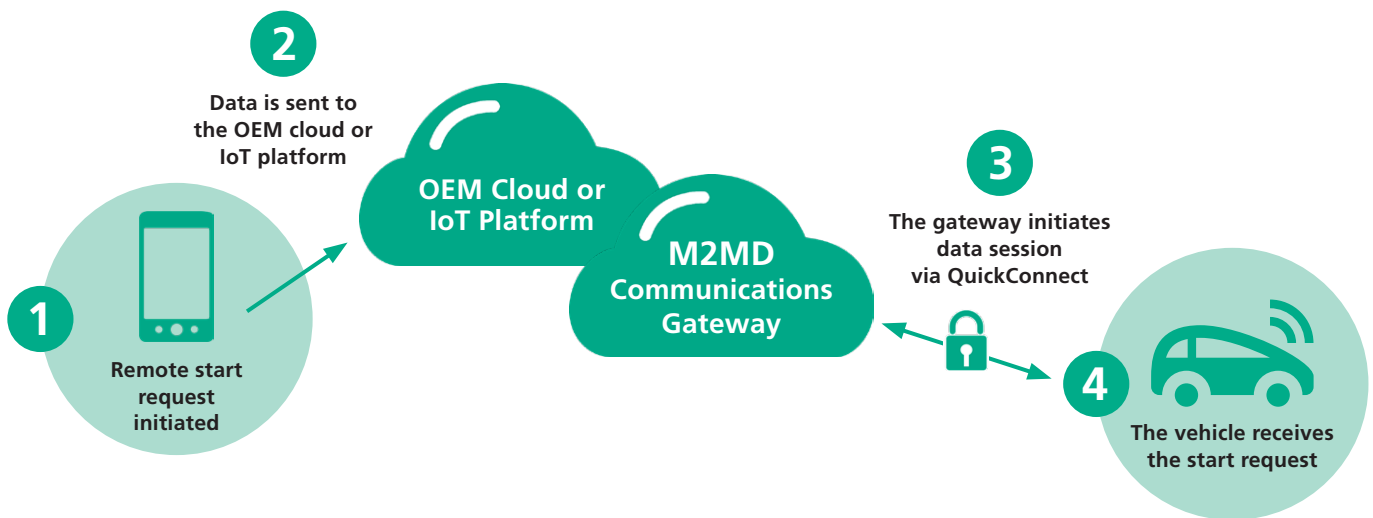 1
Remote start
request
initiated
2
Data is sent to
the OEM cloud or
IoT platform
OEM Cloud or
IoT Platform
M2MD
Communications
Gateway
3
The gateway initiates
data session
via QuickConnect
4
The vehicle receives
the start request